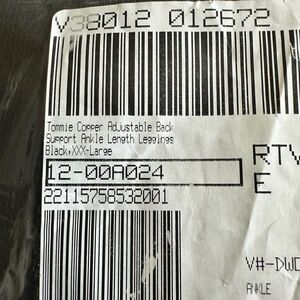 V38012 012672
Tommie Copper Adjustable Back
Support Ankle Length Leggings
Black,XXX-Large
12-00A024
22115758532001
RTV
E
V#-DWD
ANKLE